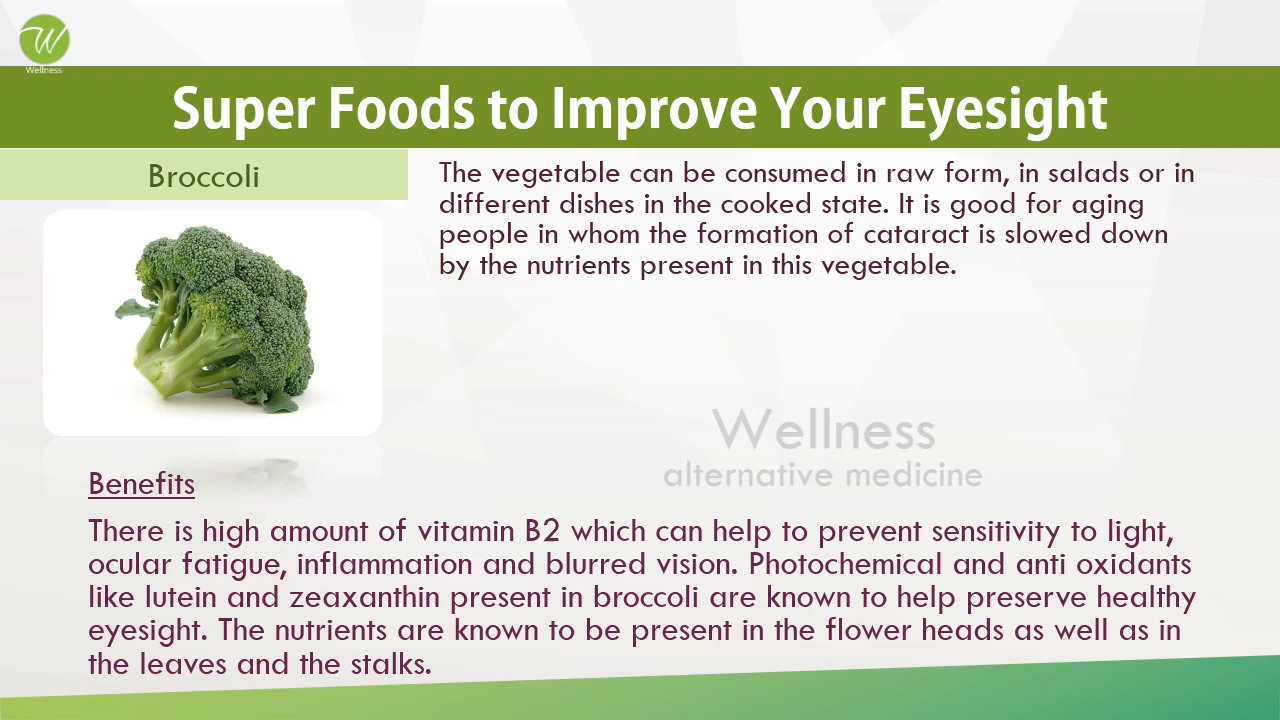 W
Wellness
Super Foods to Improve Your Eyesight
Broccoli
The vegetable can be consumed in raw form, in salads or in
different dishes in the cooked state. It is good for aging
people in whom the formation of cataract is slowed down
by the nutrients present in this vegetable.
Wellness
alternative medicine
Benefits
There is high amount of vitamin B2 which can help to prevent sensitivity to light,
ocular fatigue, inflammation and blurred vision. Photochemical and anti oxidants
like lutein and zeaxanthin present in broccoli are known to help preserve healthy
eyesight. The nutrients are known to be present in the flower heads as well as in
the leaves and the stalks.